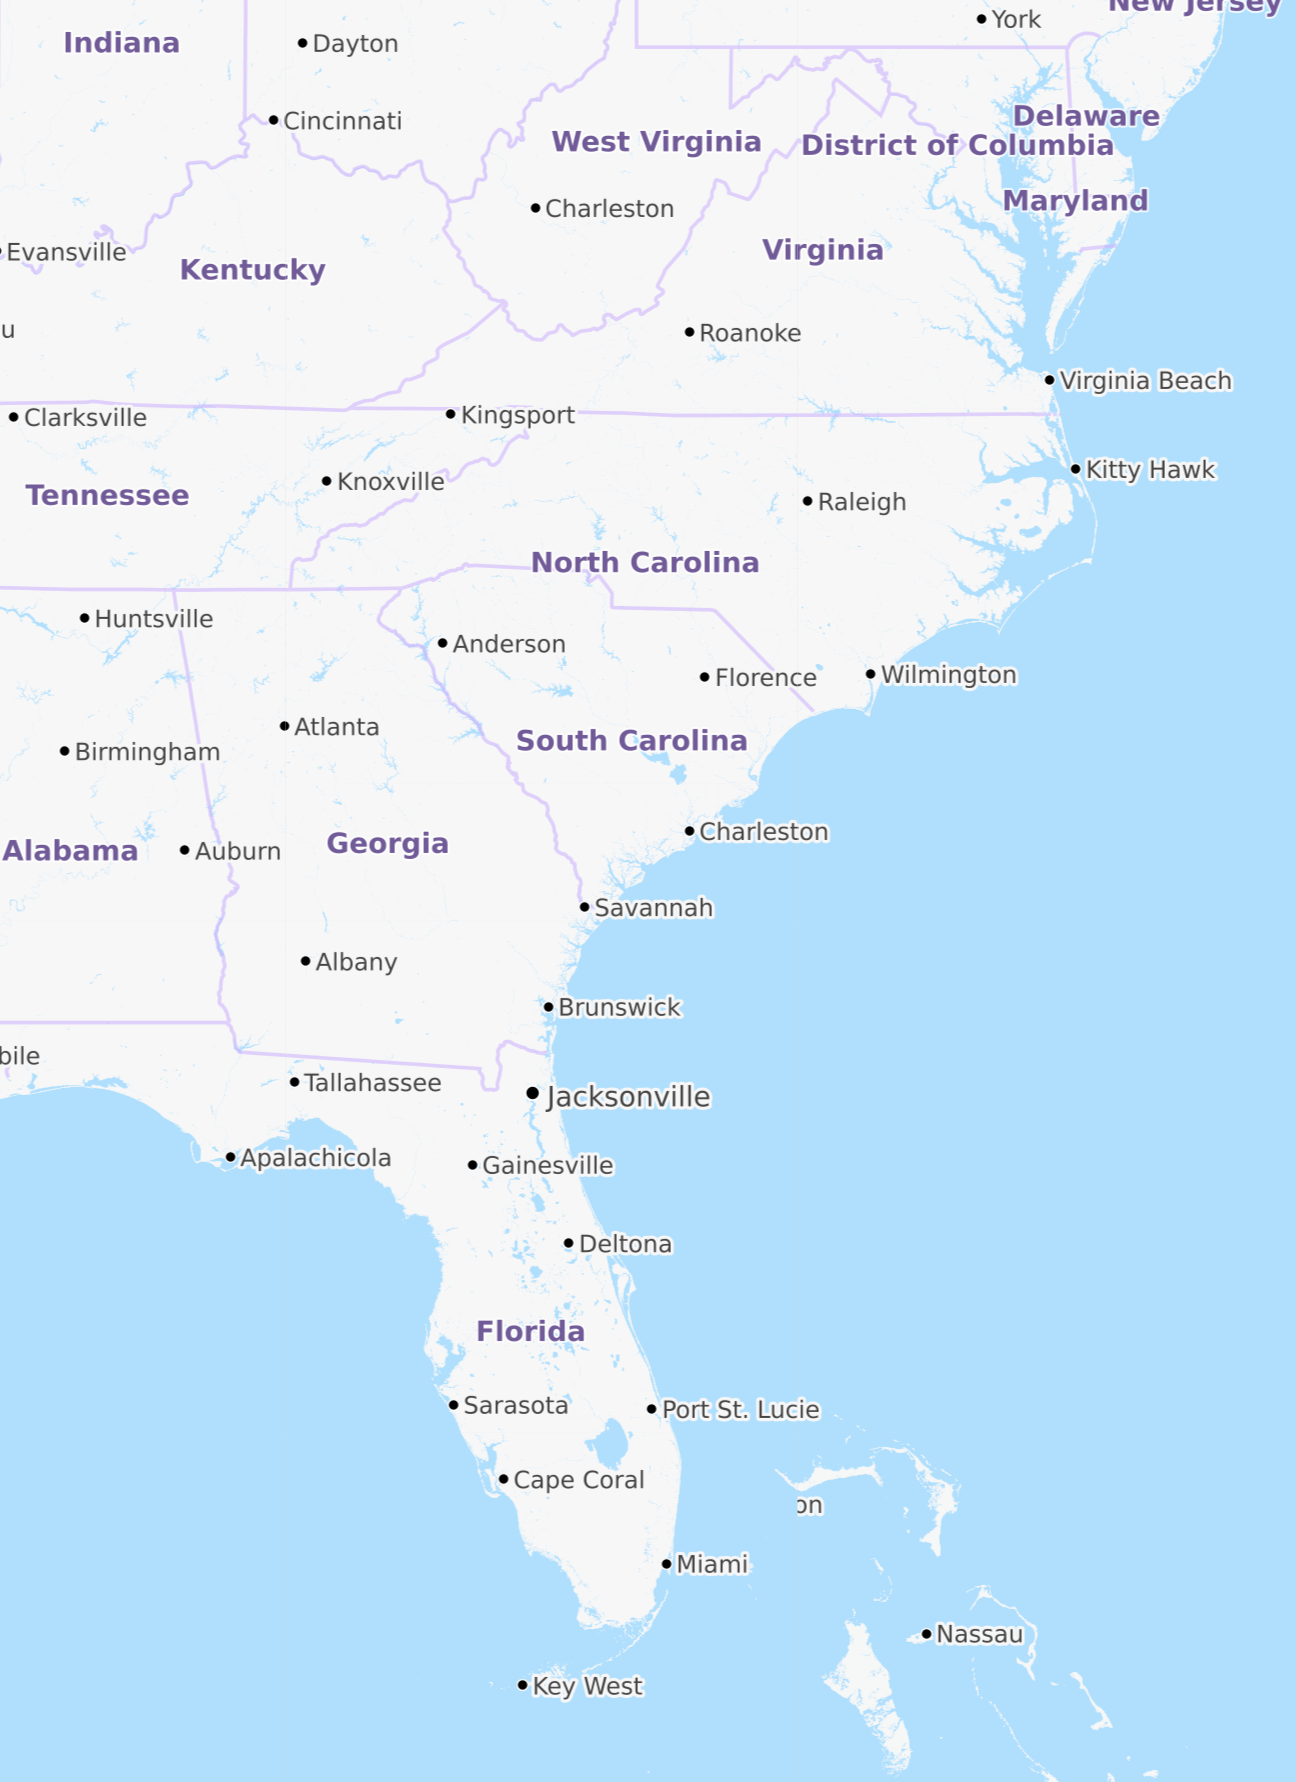 New Jersey
York
Indiana
Dayton
Delaware
Cincinnati
West Virginia
District of Columbia
Maryland
Charleston
Virginia
Evansville
Kentucky
u
Roanoke
Virginia Beach
Clarksville
Kingsport
Kitty Hawk
Knoxville
Tennessee
Raleigh
North Carolina
Huntsville
Anderson
Wilmington
Florence
Atlanta
South Carolina
Birmingham
Charleston
Georgia
Alabama
Auburn
Savannah
Albany
Brunswick
bile
Tallahassee
Jacksonville
Apalachicola
Gainesville
Deltona
Florida
Sarasota
Port St. Lucie
Cape Coral
on
Miami
Nassau
Key West